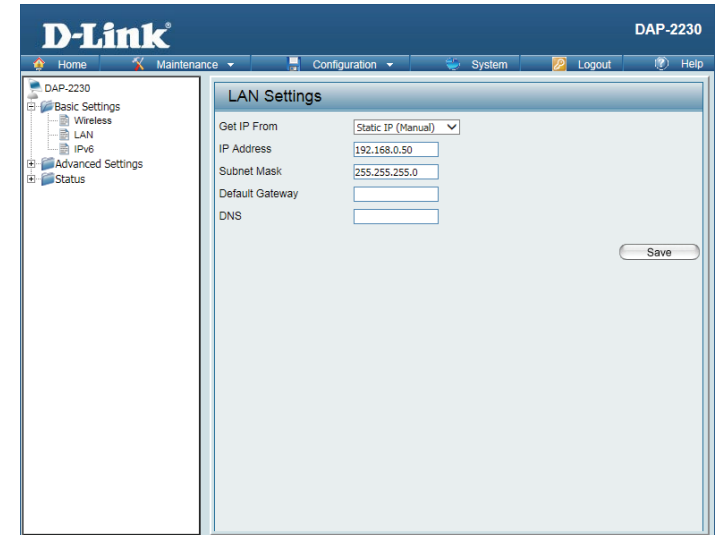 D-Link®
DAP-2230
Home Maintenance Configuration System Logout Help
DAP-2230
Basic Settings
Wireless
LAN
IPv6
Advanced Settings
Status
LAN Settings
Get IP From Static IP (Manual)
IP Address 192.168.0.50
Subnet Mask 255.255.255.0
Default Gateway
DNS
Save